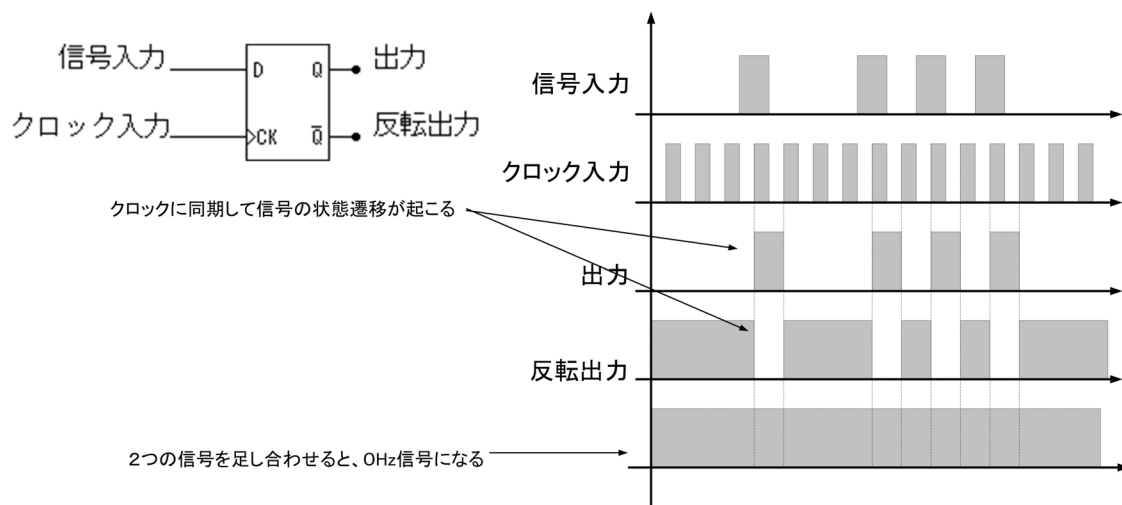 信号入力
D
Q
出力
クロック入力
CK
Q̅
反転出力
クロックに同期して信号の状態遷移が起こる
2つの信号を足し合わせると、0Hz信号になる
信号入力
クロック入力
出力
反転出力